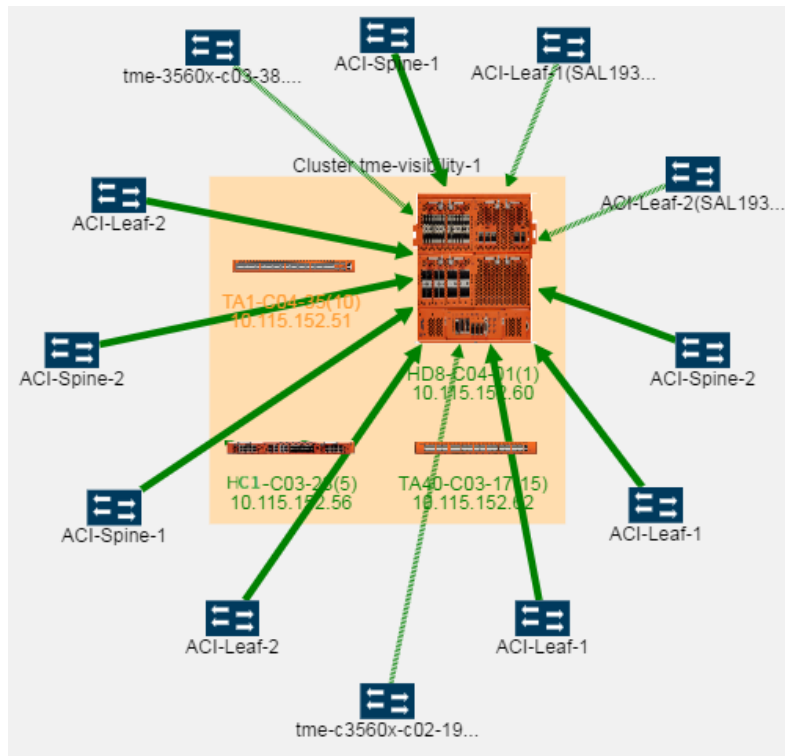 ACI-Spine-1
tme-3560x-c03-38....
ACI-Leaf-1(SAL193...
Cluster tme-visibility-1
ACI-Leaf-2
ACI-Leaf-2(SAL193...
TA1-C04-35(10)
10.115.152.51
ACI-Spine-2
HD8-C04-01(1)
10.115.152.60
ACI-Spine-2
HC1-C03-23(5)
10.115.152.56
TA40-C03-17(15)
10.115.152.62
ACI-Spine-1
ACI-Leaf-1
ACI-Leaf-2
ACI-Leaf-1
tme-c3560x-c02-19...